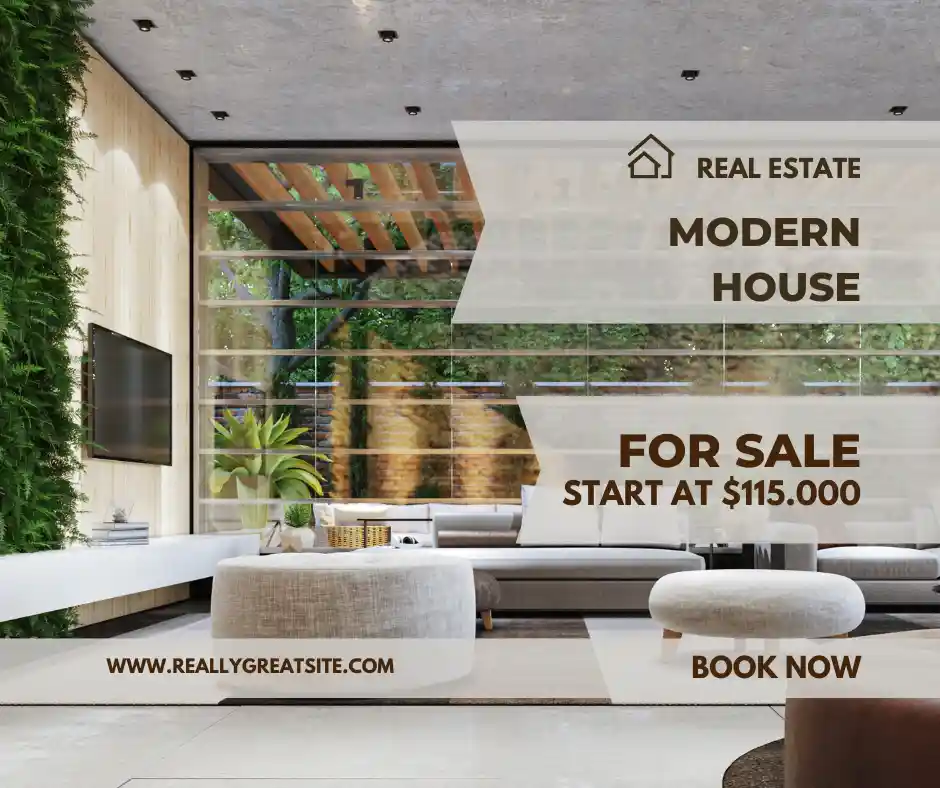 REAL ESTATE
MODERN
HOUSE
FOR SALE
START AT $115.000
WWW.REALLYGREATSITE.COM
BOOK NOW